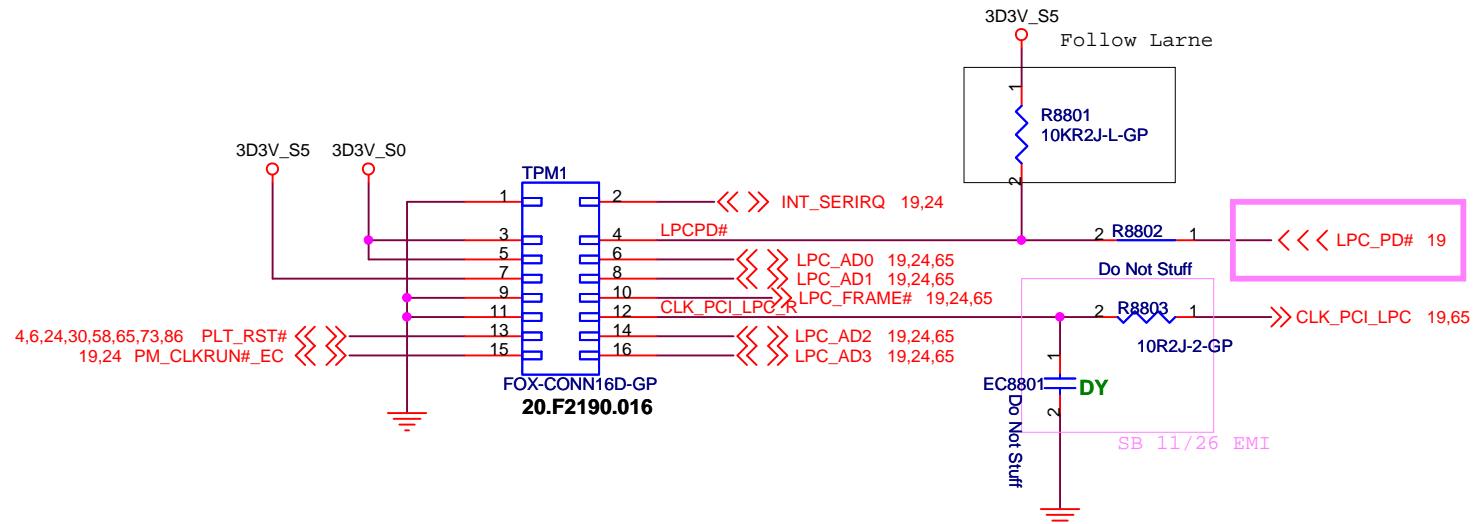 3D3V_S5
Follow Larne
1
R8801
10KR2J-L-GP
2
3D3V_S5 3D3V_S0
TPM1
1 2 INT_SERIRQ 19,24
3 4 LPCPD# 2 R8802 1 LPC_PD# 19
5 6 LPC_AD0 19,24,65
Do Not Stuff
7 8 LPC_AD1 19,24,65
9 10 LPC_FRAME# 19,24,65
11 12 CLK_PCI_LPC_R 2 R8803 1 CLK_PCI_LPC 19,65
10R2J-2-GP
4,6,24,30,58,65,73,86 PLT_RST# 13 14 LPC_AD2 19,24,65
19,24 PM_CLKRUN#_EC 15 16 LPC_AD3 19,24,65
FOX-CONN16D-GP
20.F2190.016
1
EC8801 DY
2
Do Not Stuff
SB 11/26 EMI